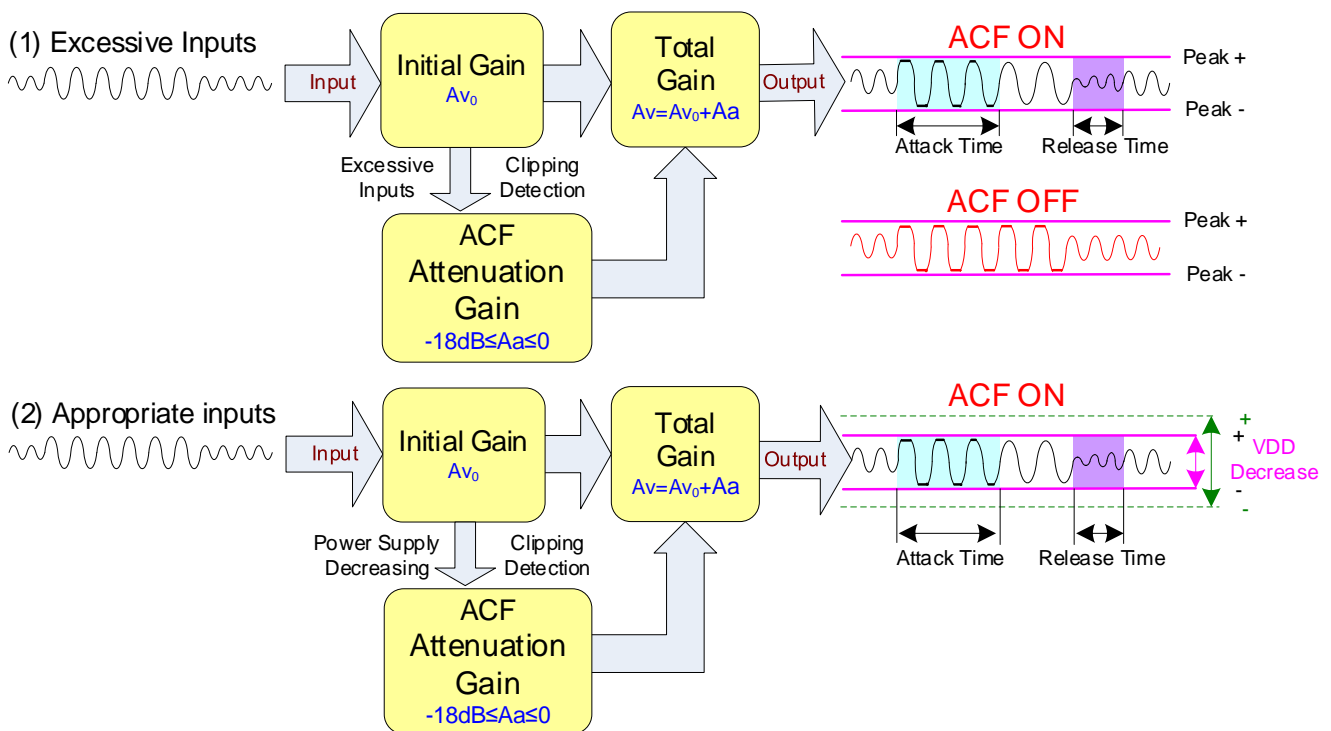 (1) Excessive Inputs
Input
Initial Gain
Av₀
Total
Gain
Av=Av₀+Aa
Output
Excessive
Inputs
Clipping
Detection
ACF
Attenuation
Gain
-18dB≤Aa≤0
ACF ON
Peak +
Peak -
Attack Time
Release Time
ACF OFF
Peak +
Peak -
(2) Appropriate inputs
Input
Initial Gain
Av₀
Total
Gain
Av=Av₀+Aa
Output
Power Supply
Decreasing
Clipping
Detection
ACF
Attenuation
Gain
-18dB≤Aa≤0
ACF ON
+
+
VDD
Decrease
-
-
Attack Time
Release Time